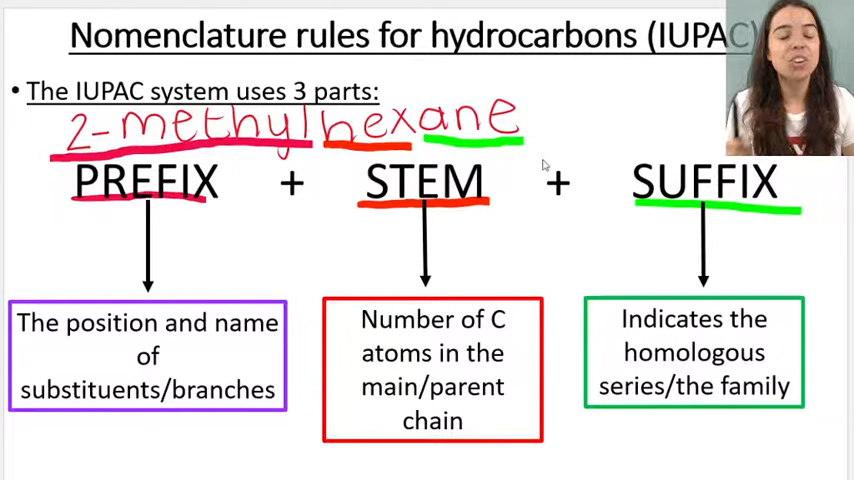 Nomenclature rules for hydrocarbons (IUPAC)
• The IUPAC system uses 3 parts:
2-methylhexane
PREFIX + STEM + SUFFIX
The position and name
of
substituents/branches
Number of C
atoms in the
main/parent
chain
Indicates the
homologous
series/the family